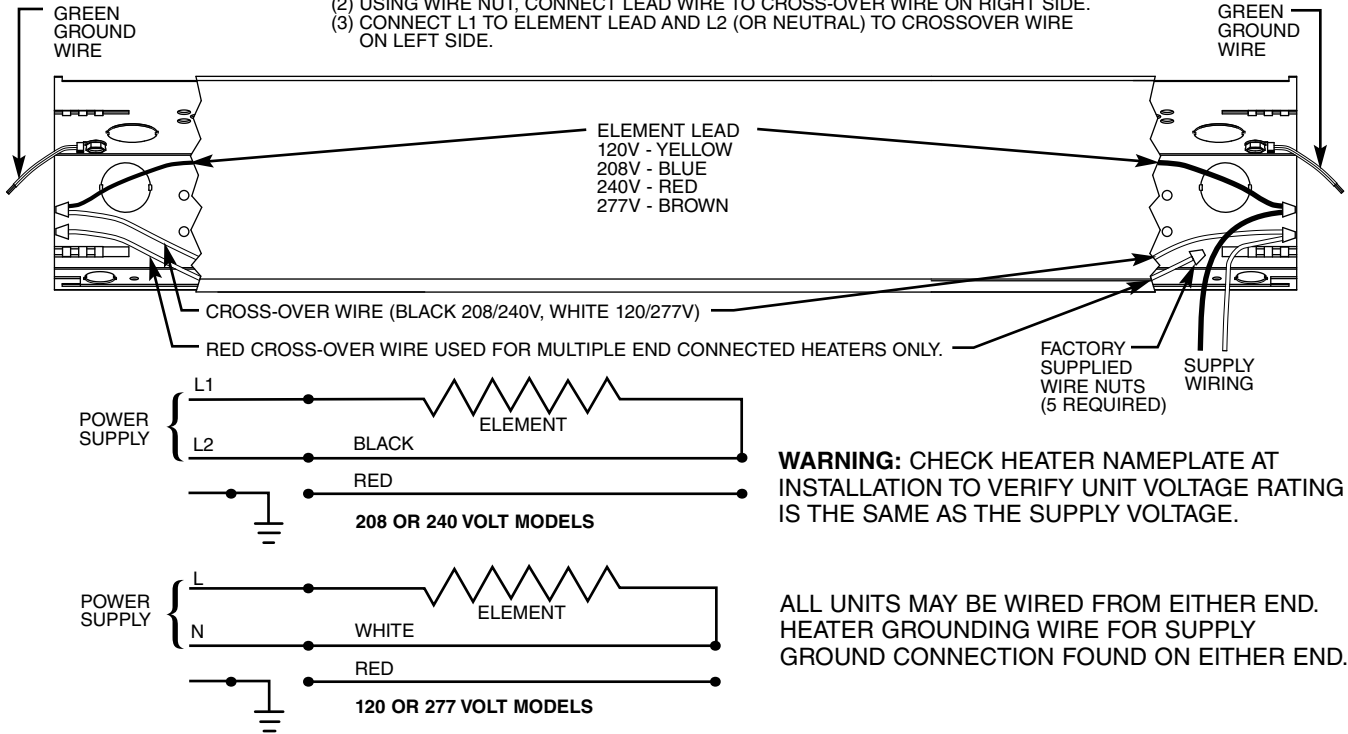 (2) USING WIRE NUT, CONNECT LEAD WIRE TO CROSS-OVER WIRE ON RIGHT SIDE.
(3) CONNECT L1 TO ELEMENT LEAD AND L2 (OR NEUTRAL) TO CROSSOVER WIRE
ON LEFT SIDE.
GREEN
GROUND
WIRE
GREEN
GROUND
WIRE
ELEMENT LEAD
120V - YELLOW
208V - BLUE
240V - RED
277V - BROWN
CROSS-OVER WIRE (BLACK 208/240V, WHITE 120/277V)
RED CROSS-OVER WIRE USED FOR MULTIPLE END CONNECTED HEATERS ONLY.
FACTORY
SUPPLIED
WIRE NUTS
(5 REQUIRED)
SUPPLY
WIRING
POWER
SUPPLY
L1
ELEMENT
L2
BLACK
RED
208 OR 240 VOLT MODELS
WARNING: CHECK HEATER NAMEPLATE AT
INSTALLATION TO VERIFY UNIT VOLTAGE RATING
IS THE SAME AS THE SUPPLY VOLTAGE.
POWER
SUPPLY
L
ELEMENT
N
WHITE
RED
120 OR 277 VOLT MODELS
ALL UNITS MAY BE WIRED FROM EITHER END.
HEATER GROUNDING WIRE FOR SUPPLY
GROUND CONNECTION FOUND ON EITHER END.